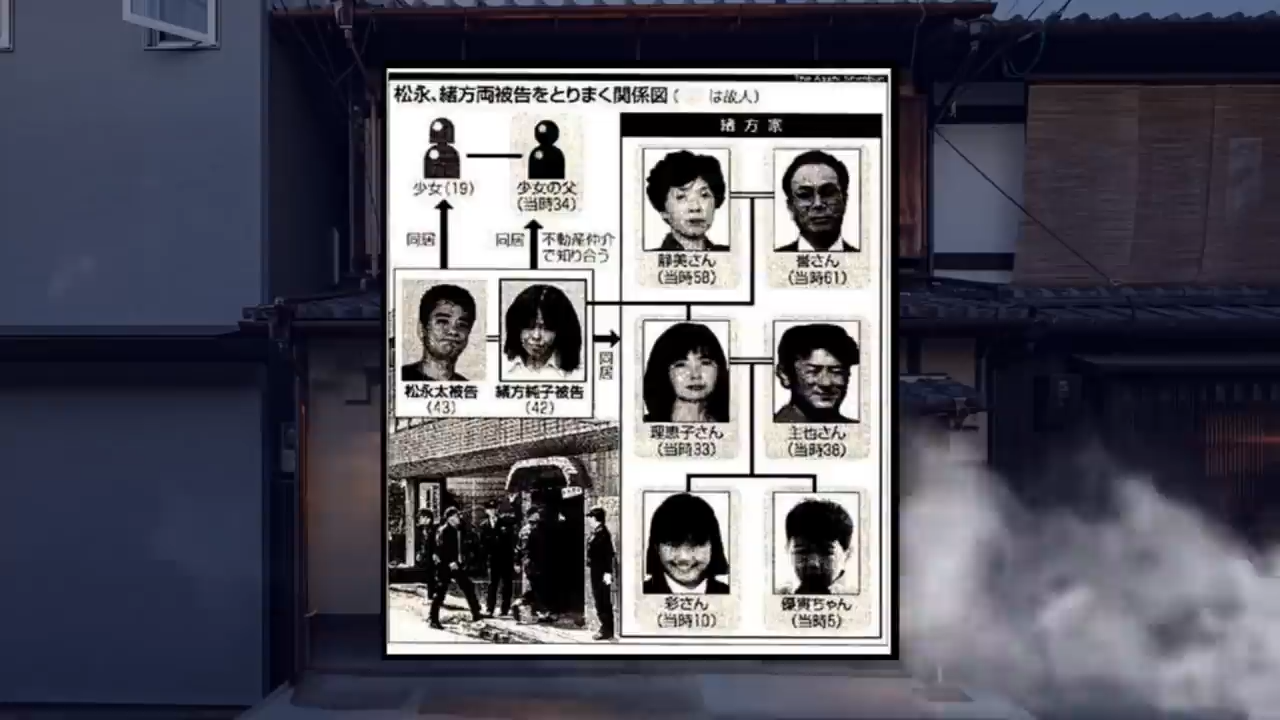 The Asahi Shimbun
松永、緒方両被告をとりまく関係図( は故人)
少女(19)
少女の父
(当時34)
同居
同居
不動産仲介
で知り合う
松永太被告
(43)
緒方純子被告
(42)
同居
緒方家
静美さん
(当時58)
誉さん
(当時61)
理恵子さん
(当時33)
主也さん
(当時38)
彩さん
(当時10)
優貴ちゃん
(当時5)